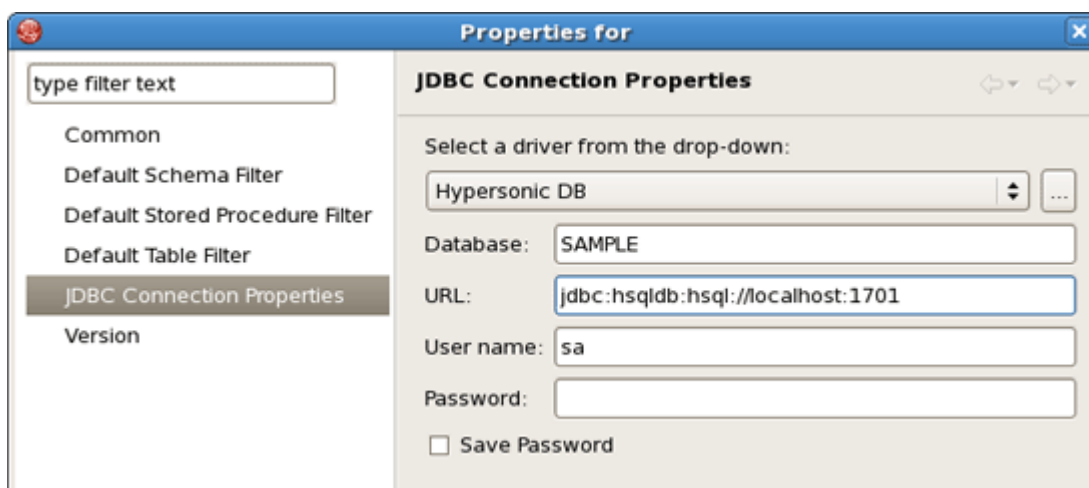 Properties for
type filter text
Common
Default Schema Filter
Default Stored Procedure Filter
Default Table Filter
JDBC Connection Properties
Version
JDBC Connection Properties
Select a driver from the drop-down:
Hypersonic DB
...
Database: SAMPLE
URL: jdbc:hsqldb:hsql://localhost:1701
User name: sa
Password:
Save Password